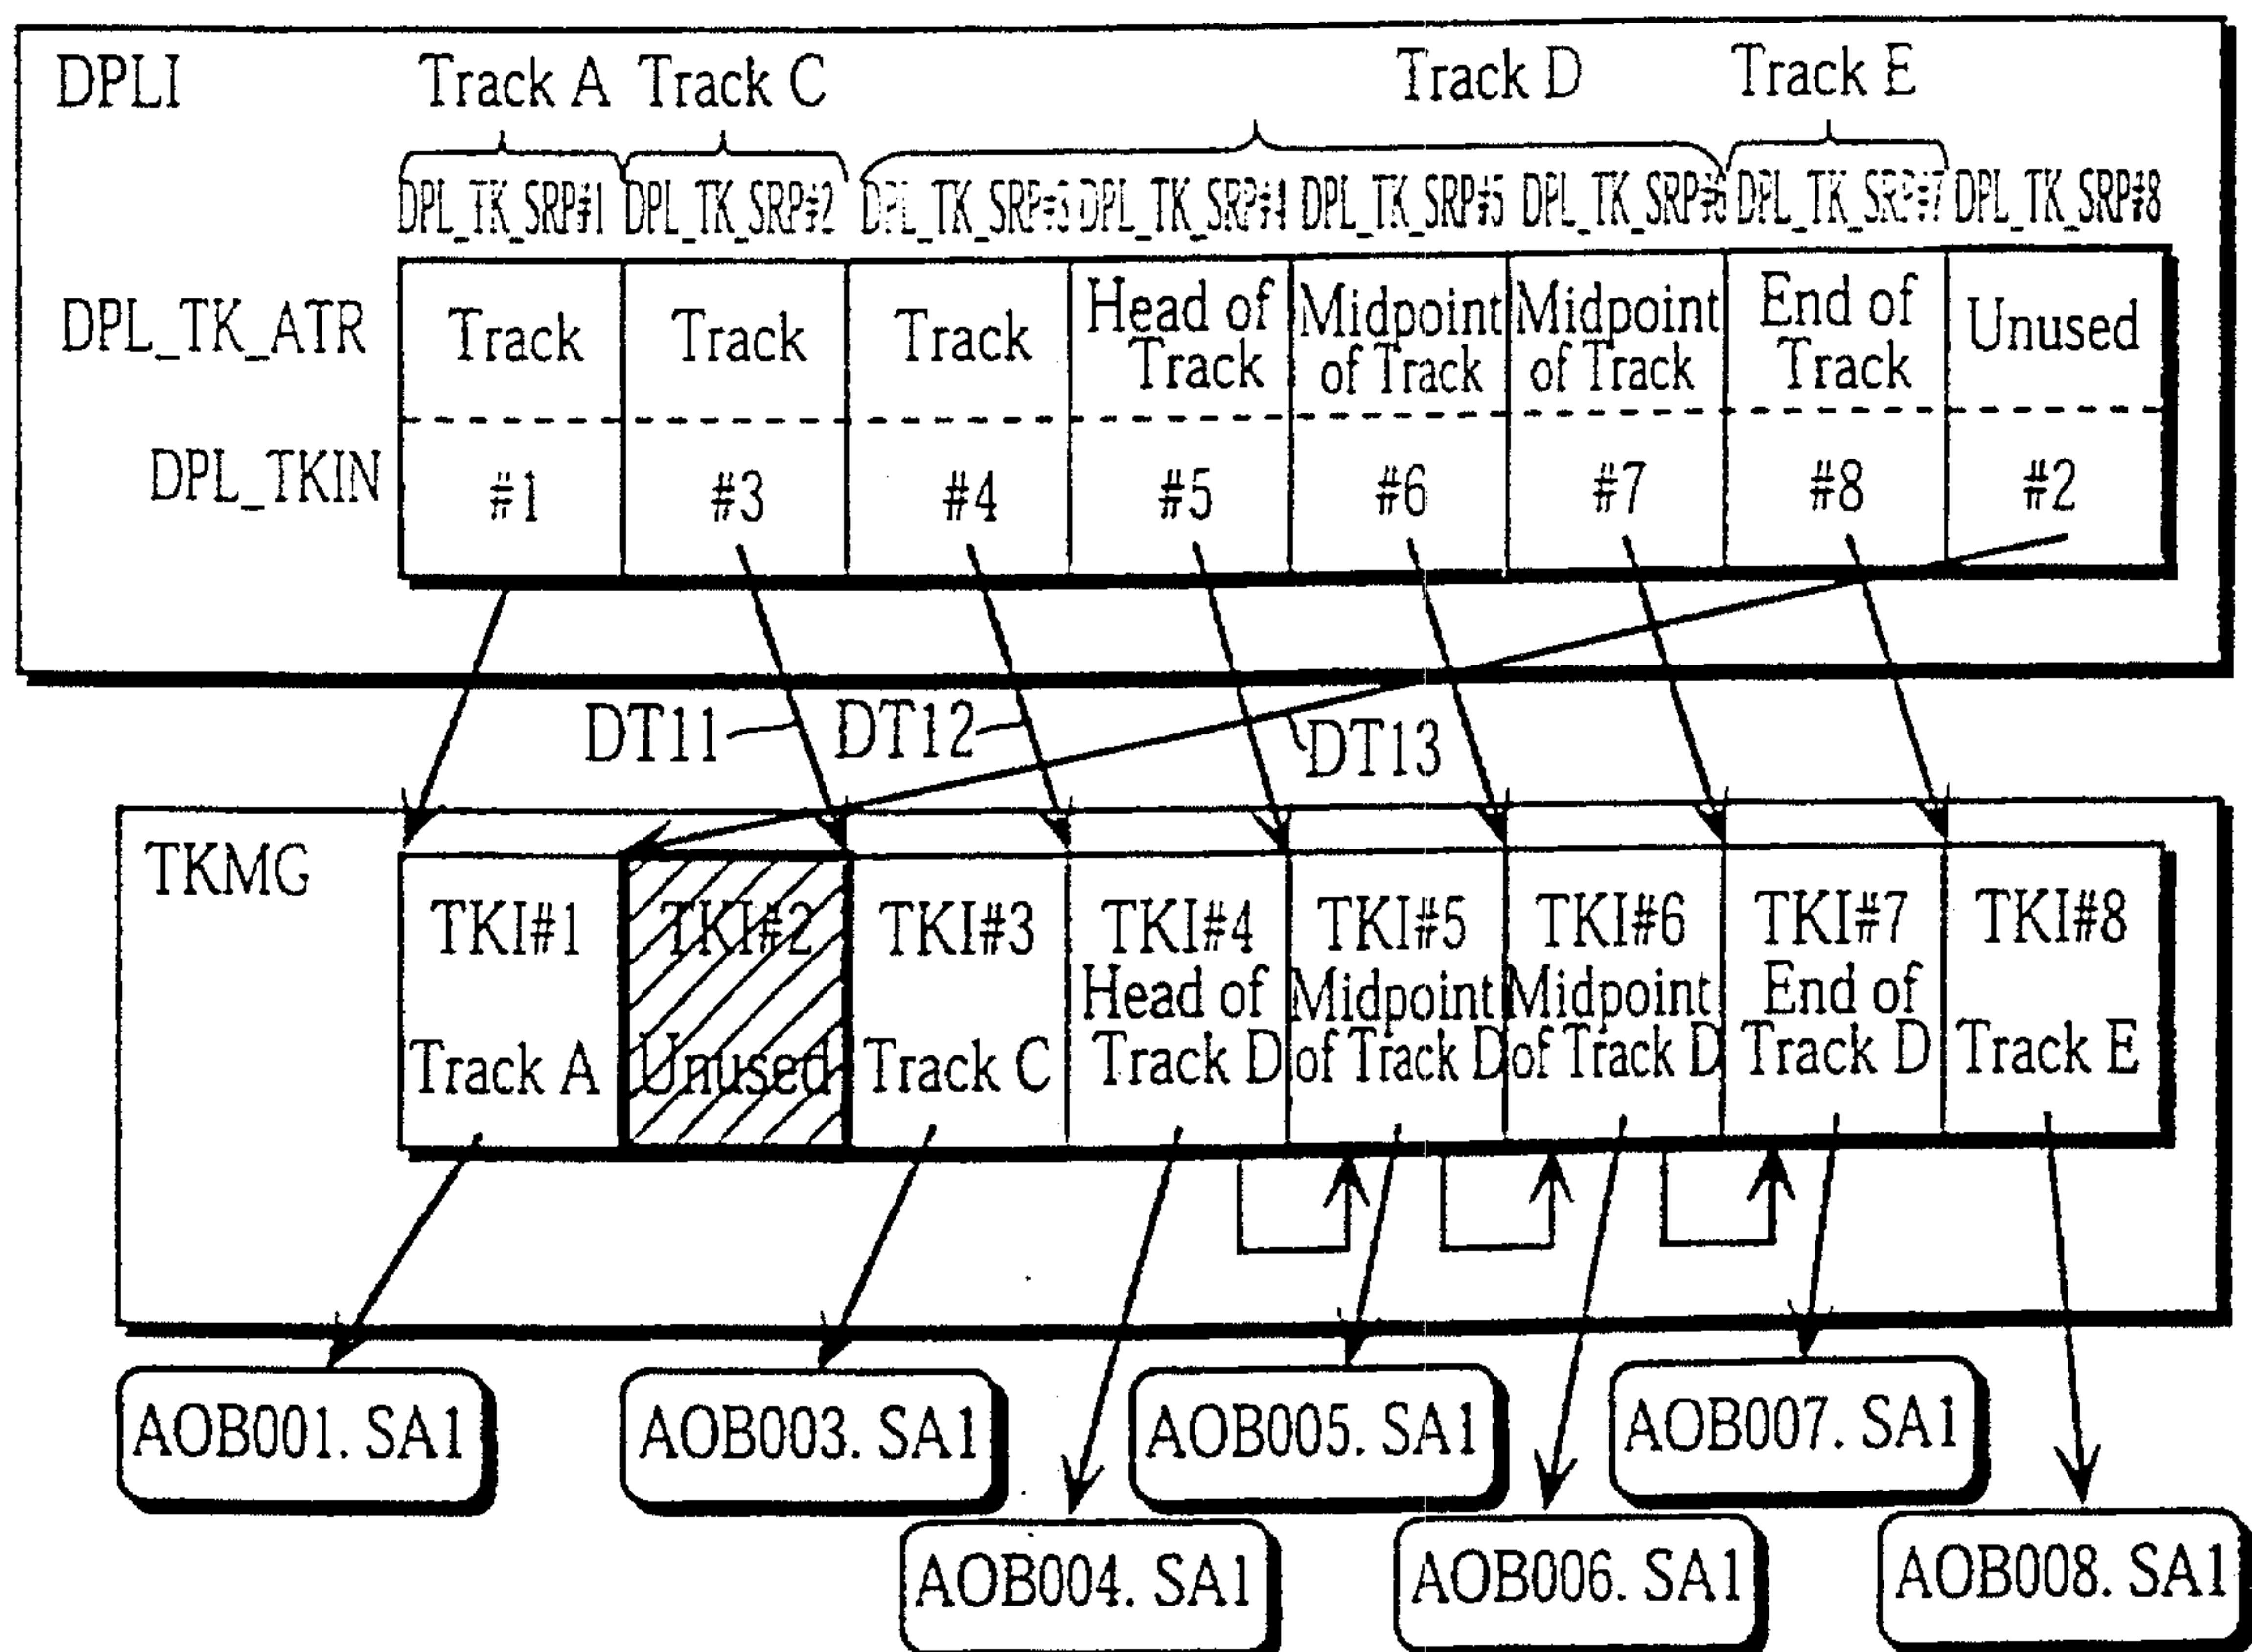 DPLI
Track A Track C Track D Track E
DPL_TK_SRP#1 DPL_TK_SRP#2 DPL_TK_SRP#3 DPL_TK_SRP#4 DPL_TK_SRP#5 DPL_TK_SRP#6 DPL_TK_SRP#7 DPL_TK_SRP#8
DPL_TK_ATR
Track
Track
Track
Head of
Track
Midpoint
of Track
Midpoint
of Track
End of
Track
Unused
DPL_TKIN
#1 #3 #4 #5 #6 #7 #8 #2
DT11 DT12 DT13
TKMG
TKI#1
Track A
TKI#2
Unused
TKI#3
Track C
TKI#4
Head of
Track D
TKI#5
Midpoint
of Track D
TKI#6
Midpoint
of Track D
TKI#7
End of
Track D
TKI#8
Track E
AOB001. SA1
AOB003. SA1
AOB005. SA1
AOB007. SA1
AOB004. SA1
AOB006. SA1
AOB008. SA1